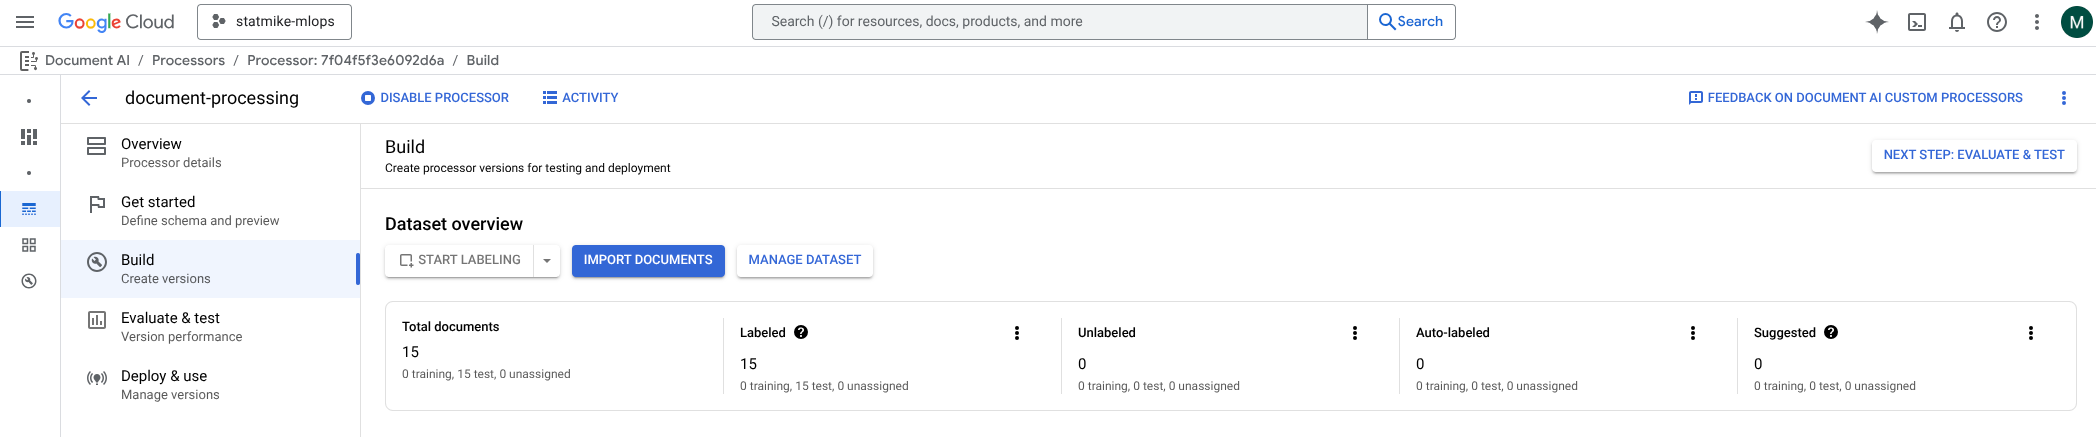 Google Cloud
statmike-mlops
Search (/) for resources, docs, products, and more
Search
M
Document AI / Processors / Processor: 7f04f5f3e6092d6a / Build
document-processing
DISABLE PROCESSOR
ACTIVITY
FEEDBACK ON DOCUMENT AI CUSTOM PROCESSORS
Overview
Processor details
Get started
Define schema and preview
Build
Create versions
Evaluate & test
Version performance
Deploy & use
Manage versions
Build
Create processor versions for testing and deployment
NEXT STEP: EVALUATE & TEST
Dataset overview
START LABELING
IMPORT DOCUMENTS
MANAGE DATASET
Total documents
15
0 training, 15 test, 0 unassigned
Labeled
15
0 training, 15 test, 0 unassigned
Unlabeled
0
0 training, 0 test, 0 unassigned
Auto-labeled
0
0 training, 0 test, 0 unassigned
Suggested
0
0 training, 0 test, 0 unassigned